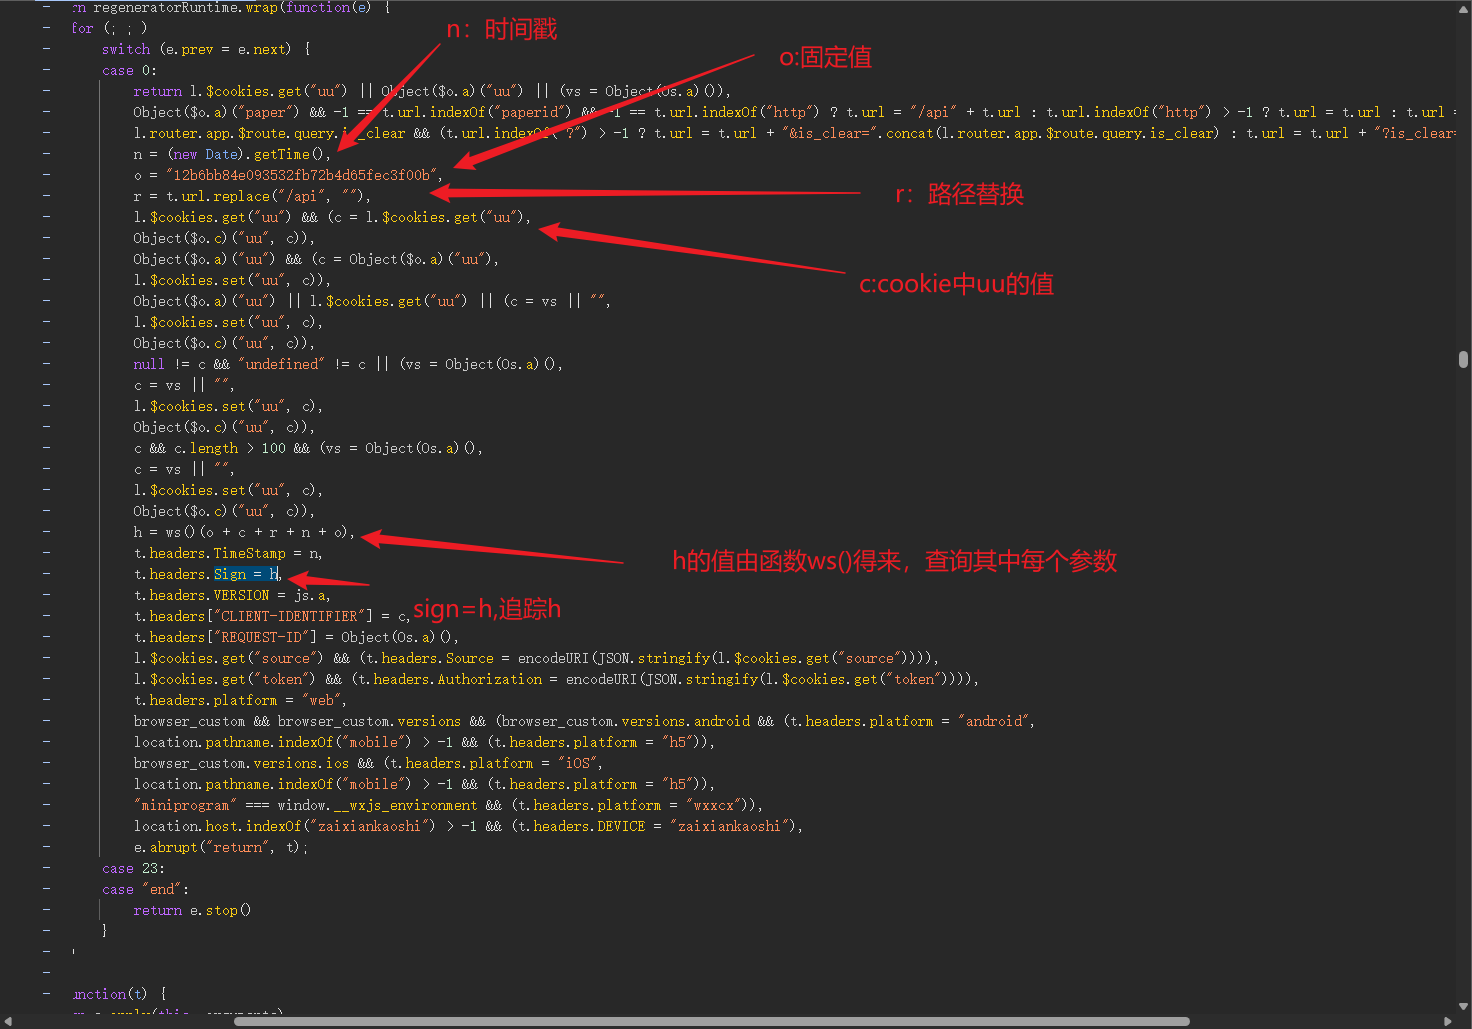 rn regeneratorRuntime.wrap(function(e) {
for (; ; )
switch (e.prev = e.next) {
n：时间戳
o:固定值
case 0:
return l.$cookies.get("uu") || Object($o.a)("uu") || (vs = Object(Os.a)()),
Object($o.a)("paper") && -1 == t.url.indexOf("paperid") && -1 == t.url.indexOf("http") ? t.url = "/api" + t.url : t.url.indexOf("http") > -1 ? t.url = t.url : t.url =
l.router.app.$route.query.is_clear && (t.url.indexOf("?") > -1 ? t.url = t.url + "&is_clear=".concat(l.router.app.$route.query.is_clear) : t.url = t.url + "?is_clear=
n = (new Date).getTime(),
o = "12b6bb84e093532fb72b4d65fec3f00b",
r = t.url.replace("/api", ""),
r：路径替换
l.$cookies.get("uu") && (c = l.$cookies.get("uu"),
Object($o.c)("uu", c)),
Object($o.a)("uu") && (c = Object($o.a)("uu"),
l.$cookies.set("uu", c)),
c:cookie中uu的值
Object($o.a)("uu") || l.$cookies.get("uu") || (c = vs || "",
l.$cookies.set("uu", c),
Object($o.c)("uu", c)),
null != c && "undefined" != c || (vs = Object(Os.a)(),
c = vs || "",
l.$cookies.set("uu", c),
Object($o.c)("uu", c)),
c && c.length > 100 && (vs = Object(Os.a)(),
c = vs || "",
l.$cookies.set("uu", c),
Object($o.c)("uu", c)),
h = ws()(o + c + r + n + o),
t.headers.TimeStamp = n,
h的值由函数ws()得来，查询其中每个参数
t.headers.Sign = h,
t.headers.VERSION = js.a,
t.headers["CLIENT-IDENTIFIER"] = c,
sign=h,追踪h
t.headers["REQUEST-ID"] = Object(Os.a)(),
l.$cookies.get("source") && (t.headers.Source = encodeURI(JSON.stringify(l.$cookies.get("source")))),
l.$cookies.get("token") && (t.headers.Authorization = encodeURI(JSON.stringify(l.$cookies.get("token")))),
t.headers.platform = "web",
browser_custom && browser_custom.versions && (browser_custom.versions.android && (t.headers.platform = "android",
location.pathname.indexOf("mobile") > -1 && (t.headers.platform = "h5")),
browser_custom.versions.ios && (t.headers.platform = "iOS",
location.pathname.indexOf("mobile") > -1 && (t.headers.platform = "h5")),
"miniprogram" === window.__wxjs_environment && (t.headers.platform = "wxxcx")),
location.host.indexOf("zaixiankaoshi") > -1 && (t.headers.DEVICE = "zaixiankaoshi"),
e.abrupt("return", t);
case 23:
case "end":
return e.stop()
}
unction(t) {